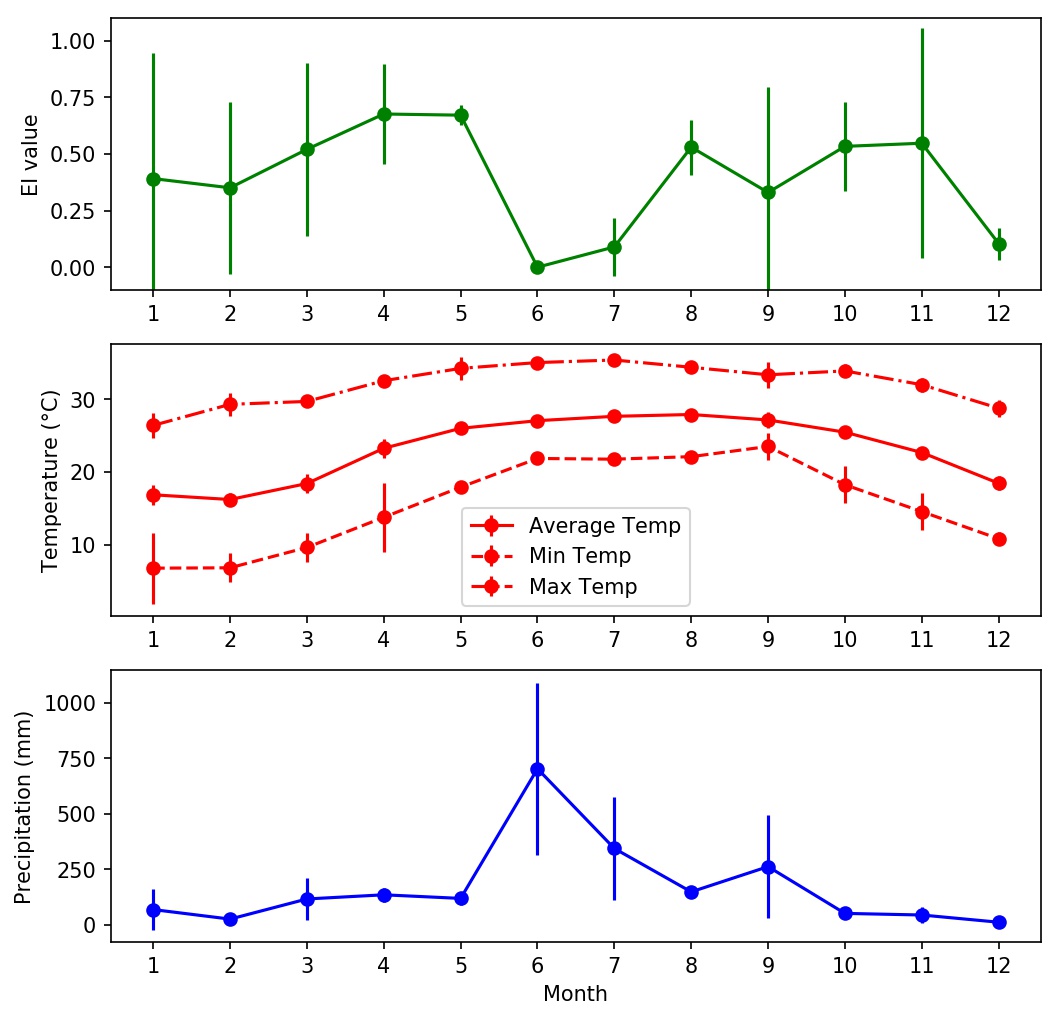 1.00
0.75
0.50
0.25
0.00
EI value
1 2 3 4 5 6 7 8 9 10 11 12
30
20
10
Temperature (°C)
Average Temp
Min Temp
Max Temp
1 2 3 4 5 6 7 8 9 10 11 12
1000
750
500
250
0
Precipitation (mm)
1 2 3 4 5 6 7 8 9 10 11 12
Month